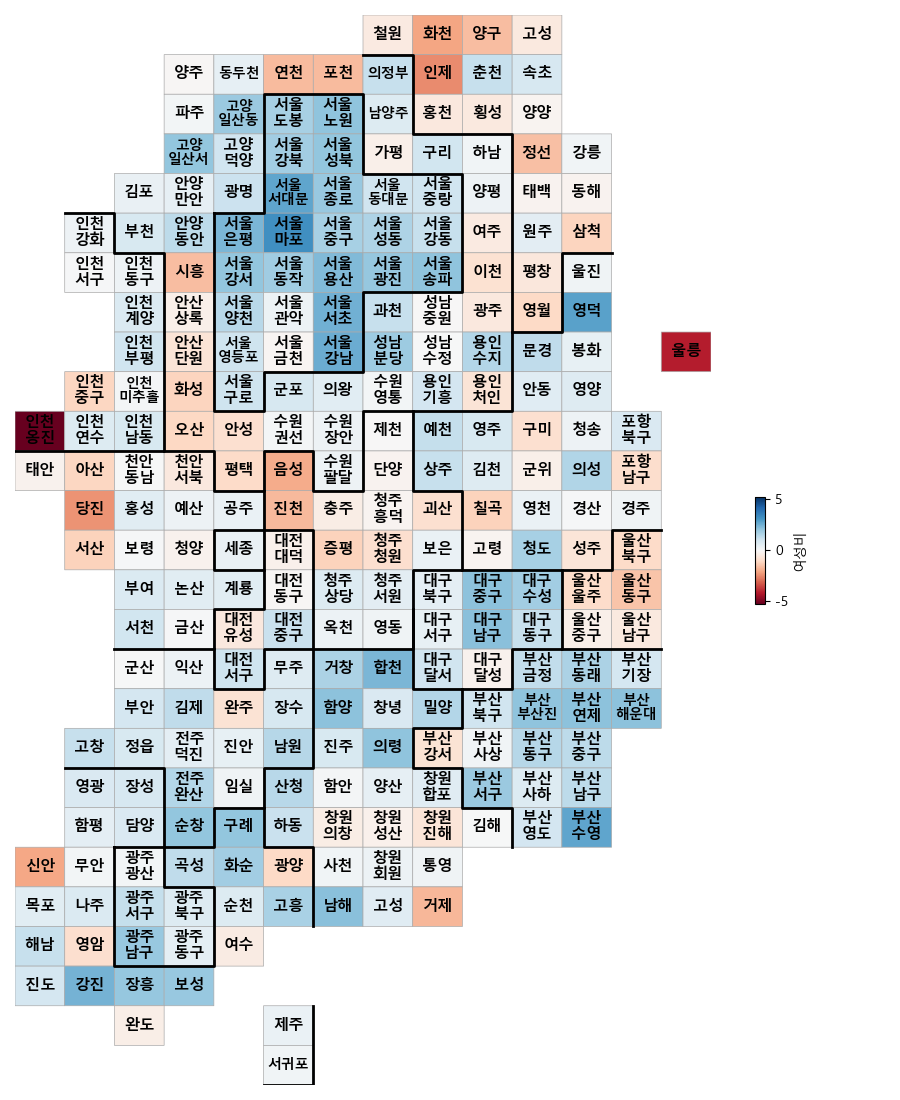 철원 화천 양구 고성
양주 동두천 연천 포천 의정부 인제 춘천 속초
파주 고양 일산동 서울 도봉 서울 노원 남양주 홍천 횡성 양양
고양 일산서 고양 덕양 서울 강북 서울 성북 가평 구리 하남 정선 강릉
김포 안양 만안 광명 서울 서대문 서울 종로 서울 동대문 서울 중랑 양평 태백 동해
인천 강화 부천 안양 동안 서울 은평 서울 마포 서울 중구 서울 성동 서울 강동 여주 원주 삼척
인천 서구 인천 동구 시흥 서울 강서 서울 동작 서울 용산 서울 광진 서울 송파 이천 평창 울진
인천 계양 안산 상록 서울 양천 서울 관악 서울 서초 과천 성남 중원 광주 영월 영덕
인천 부평 안산 단원 서울 영등포 서울 금천 서울 강남 성남 분당 성남 수정 용인 수지 문경 봉화 울릉
인천 중구 인천 미추홀 화성 서울 구로 군포 의왕 수원 영통 용인 기흥 용인 처인 안동 영양
인천 옹진 인천 연수 인천 남동 오산 안성 수원 권선 수원 장안 제천 예천 영주 구미 청송 포항 북구
태안 아산 천안 동남 천안 서북 평택 음성 수원 팔달 단양 상주 김천 군위 의성 포항 남구
당진 홍성 예산 공주 진천 충주 청주 흥덕 괴산 칠곡 영천 경산 경주
서산 보령 청양 세종 대전 대덕 증평 청주 청원 보은 고령 청도 성주 울산 북구
부여 논산 계룡 대전 동구 청주 상당 청주 서원 대구 북구 대구 중구 대구 수성 울산 울주 울산 동구
서천 금산 대전 유성 대전 중구 옥천 영동 대구 서구 대구 남구 대구 동구 울산 중구 울산 남구
군산 익산 대전 서구 무주 거창 합천 대구 달서 대구 달성 부산 금정 부산 동래 부산 기장
부안 김제 완주 장수 함양 창녕 밀양 부산 북구 부산 부산진 부산 연제 부산 해운대
고창 정읍 전주 덕진 진안 남원 진주 의령 부산 강서 부산 사상 부산 동구 부산 중구
영광 장성 전주 완산 임실 산청 함안 양산 창원 합포 부산 서구 부산 사하 부산 남구
함평 담양 순창 구례 하동 창원 의창 창원 성산 창원 진해 김해 부산 영도 부산 수영
신안 무안 광주 광산 곡성 화순 광양 사천 창원 회원 통영
목포 나주 광주 서구 광주 북구 순천 고흥 남해 고성 거제
해남 영암 광주 남구 광주 동구 여수
진도 강진 장흥 보성
완도 제주
서귀포
5
0
-5
여성비